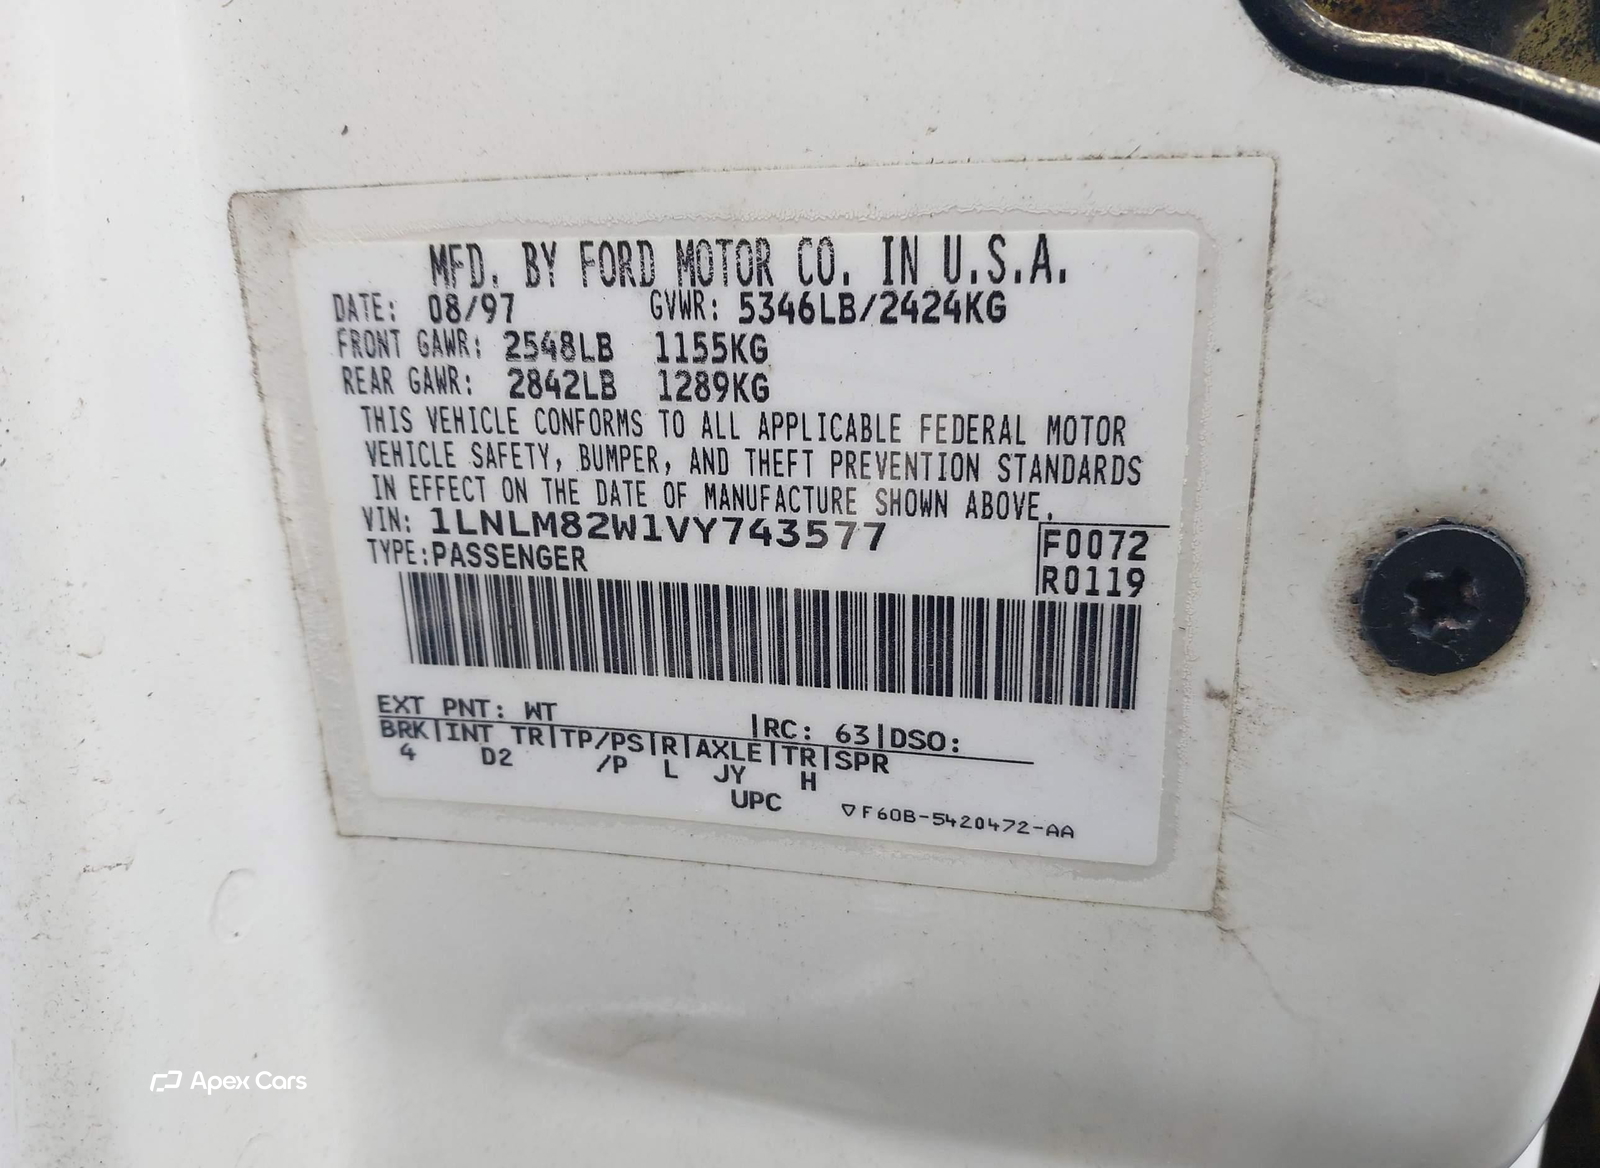 MFD. BY FORD MOTOR CO. IN U.S.A.
DATE: 08/97 GVWR: 5346LB/2424KG
FRONT GAWR: 2548LB 1155KG
REAR GAWR: 2842LB 1289KG
THIS VEHICLE CONFORMS TO ALL APPLICABLE FEDERAL MOTOR
VEHICLE SAFETY, BUMPER, AND THEFT PREVENTION STANDARDS
IN EFFECT ON THE DATE OF MANUFACTURE SHOWN ABOVE.
VIN: 1LNLM82W1VY743577
TYPE: PASSENGER
F0072
R0119
EXT PNT: WT |RC: 63|DSO:
BRK|INT TR|TP/PS|R|AXLE|TR|SPR
4 D2 /P L JY H
UPC
▽F60B-5420472-AA
Apex Cars